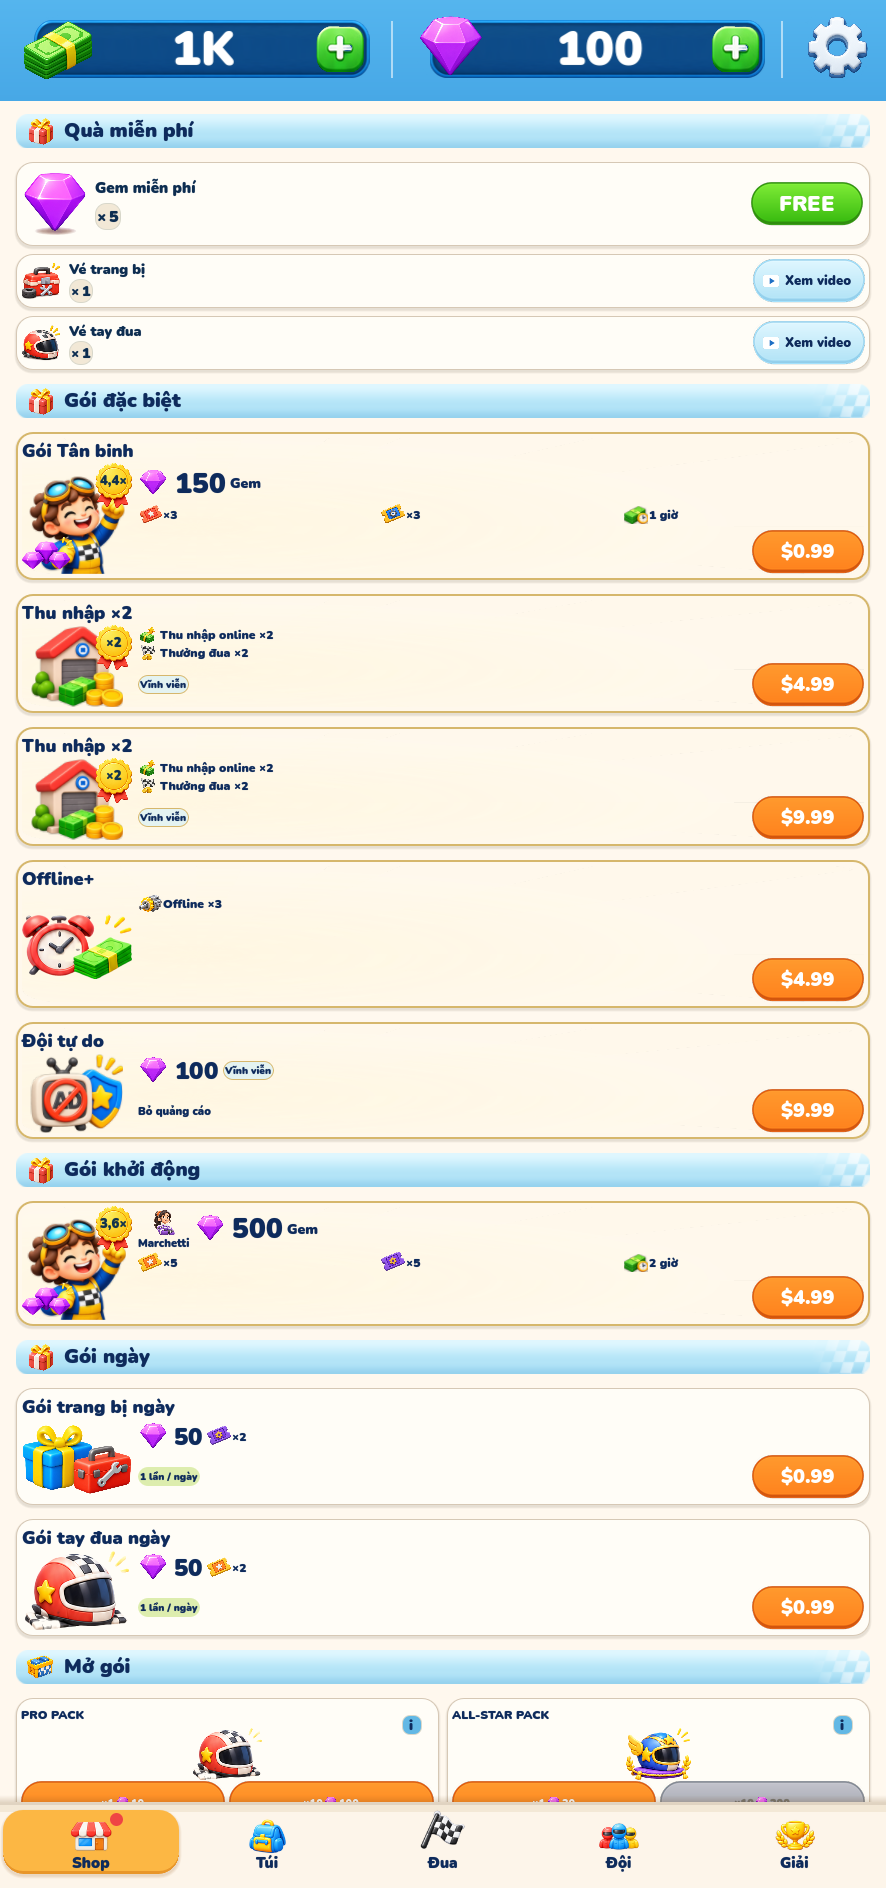 1K
100
Quà miễn phí
Gem miễn phí
×5
FREE
Vé trang bị
×1
Xem video
Vé tay đua
×1
Xem video
Gói đặc biệt
Gói Tân binh
4,4×
150 Gem
×3
×3
1 giờ
$0.99
Thu nhập ×2
×2
Thu nhập online ×2
Thưởng đua ×2
Vĩnh viễn
$4.99
Thu nhập ×2
×2
Thu nhập online ×2
Thưởng đua ×2
Vĩnh viễn
$9.99
Offline+
Offline ×3
$4.99
Đội tự do
AD
100 Vĩnh viễn
Bỏ quảng cáo
$9.99
Gói khởi động
3,6×
Marchetti
500 Gem
×5
×5
2 giờ
$4.99
Gói ngày
Gói trang bị ngày
50 ×2
1 lần / ngày
$0.99
Gói tay đua ngày
50 ×2
1 lần / ngày
$0.99
Mở gói
PRO PACK
ALL-STAR PACK
Shop
Túi
Đua
Đội
Giải